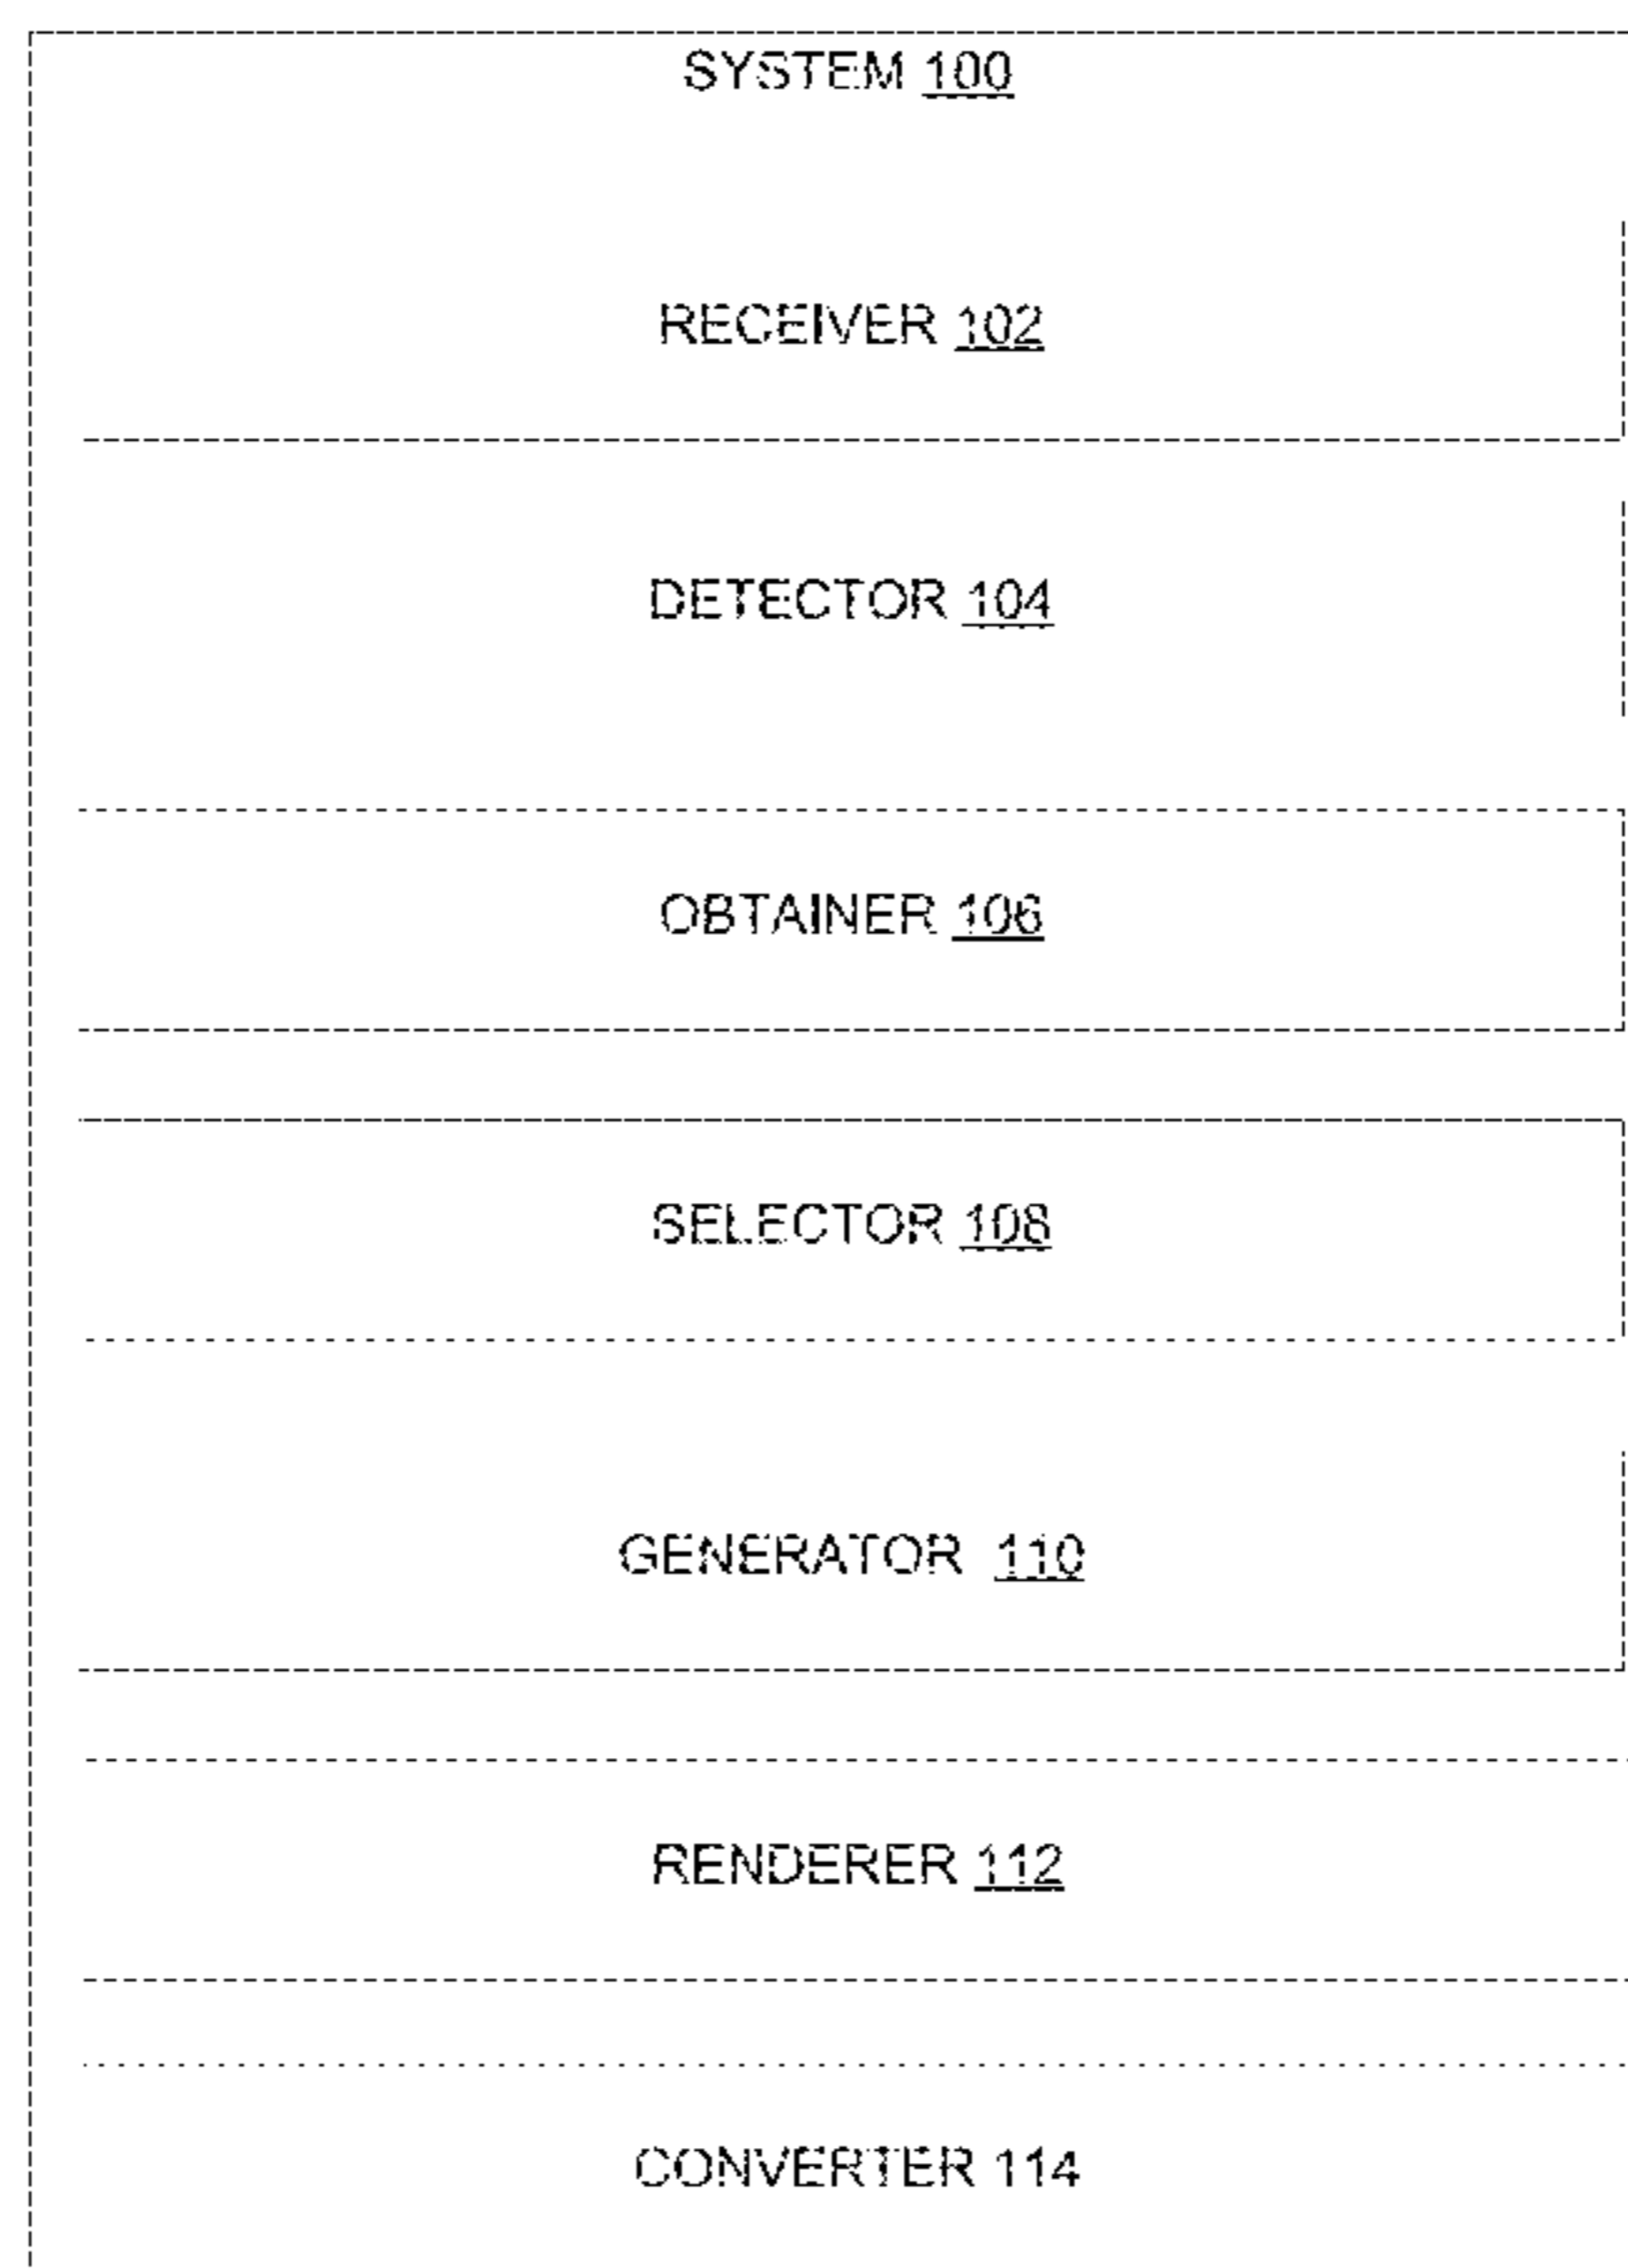 SYSTEM 100
RECEIVER 102
DETECTOR 104
OBTAINER 106
SELECTOR 108
GENERATOR 110
RENDERER 112
CONVERTER 114